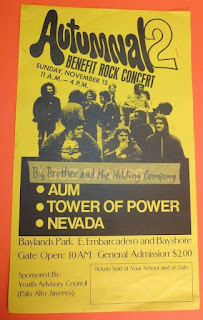 Autumnal 2
BENEFIT ROCK CONCERT
SUNDAY, NOVEMBER 15
11 A.M. – 4 P.M.
Big Brother and the Holding Company
• AUM
• TOWER OF POWER
• NEVADA
Baylands Park E. Embarcadero and Bayshore
Gate Open: 10 AM General Admission $2.00
Sponsored By:
Youth Advisory Council
(Palo Alto Jaycees)
Tickets Sold at Your School and at Gate